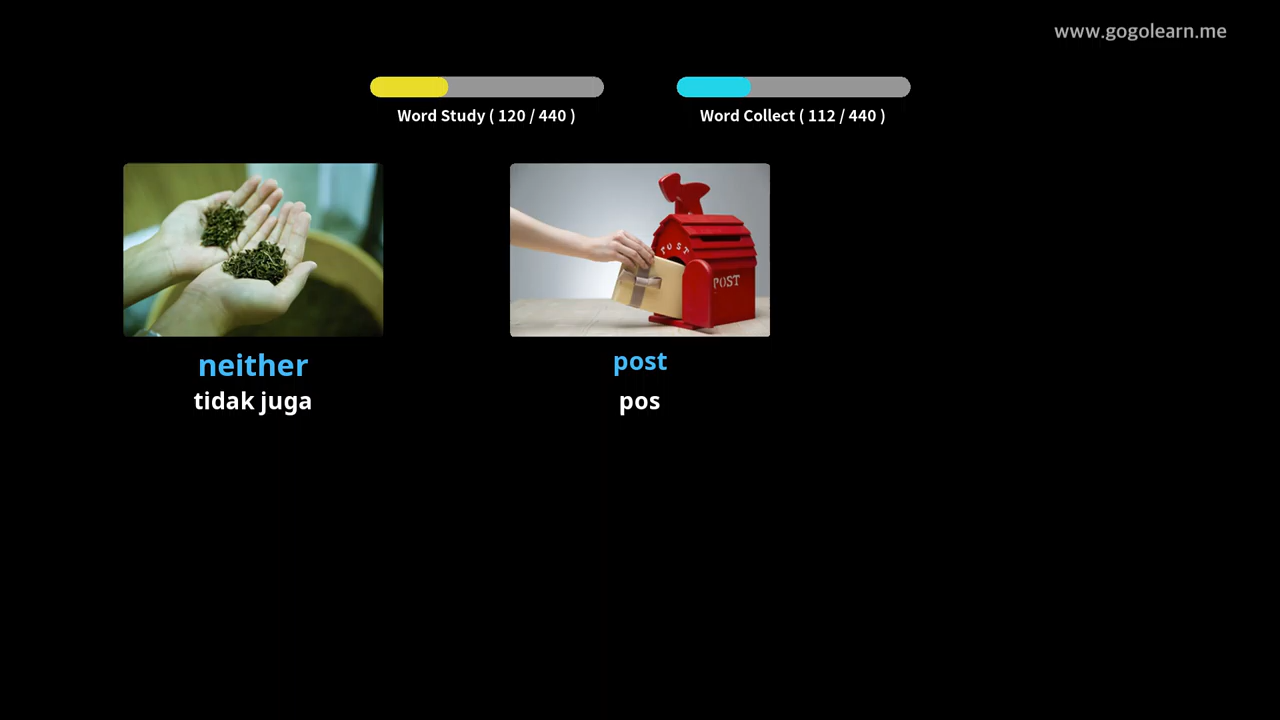 www.gogolearn.me
Word Study ( 120 / 440 )
Word Collect ( 112 / 440 )
POST
POST
neither
tidak juga
post
pos